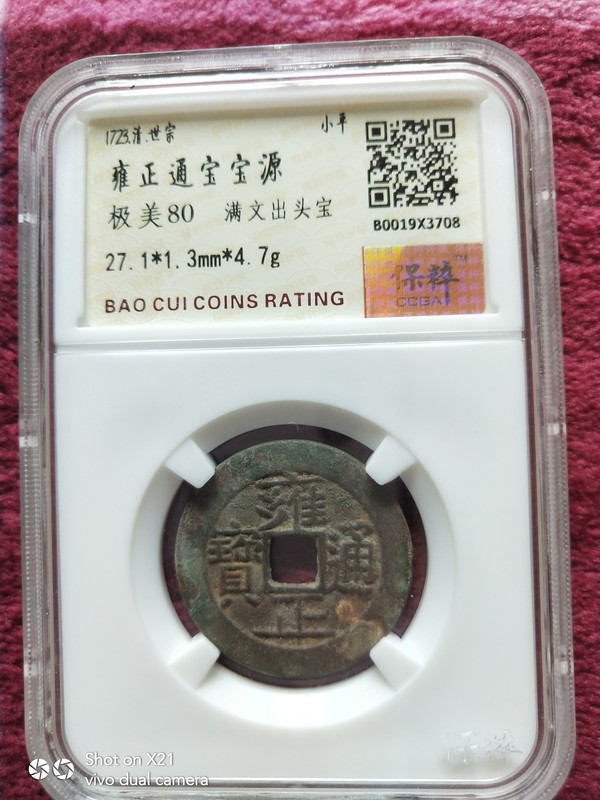 1723.清.世宗
小平
雍正通宝宝源
极美80 满文出头宝
27.1*1.3mm*4.7g
BAO CUI COINS RATING
B0019X3708
保粹™
CCGA
雍正通寶
Shot on X21
vivo dual camera